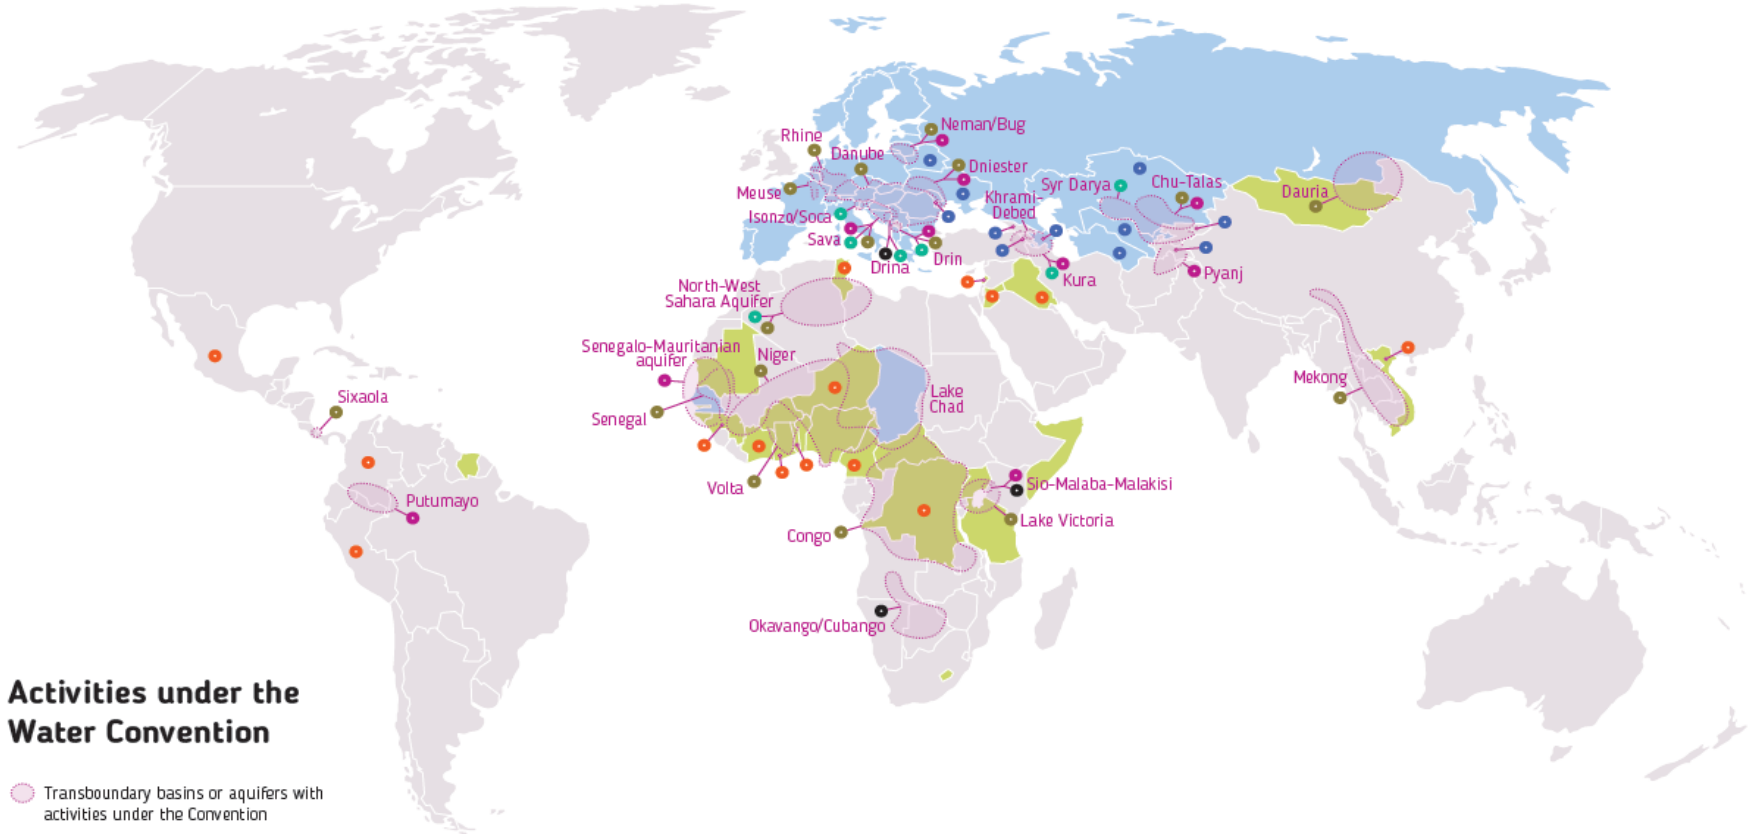 Neman/Bug
Rhine
Danube
Dniester
Meuse
Syr Darya
Chu-Talas
Dauria
Khrami-
Debed
Isonzo/Soca
Sava
Drina
Drin
Kura
Pyanj
North-West
Sahara Aquifer
Senegalo-Mauritanian
aquifer
Niger
Mekong
Sixaola
Lake
Chad
Senegal
Volta
Putumayo
Sio-Malaba-Malakisi
Lake Victoria
Congo
Okavango/Cubango
Activities under the
Water Convention
Transboundary basins or aquifers with
activities under the Convention